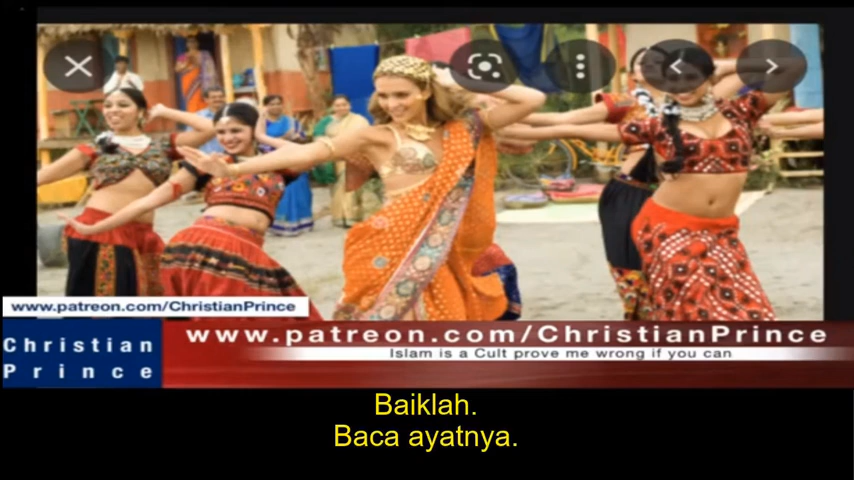 www.patreon.com/ChristianPrince
www.patreon.com/ChristianPrince
Christian
Prince
Islam is a Cult prove me wrong if you can
Baiklah.
Baca ayatnya.